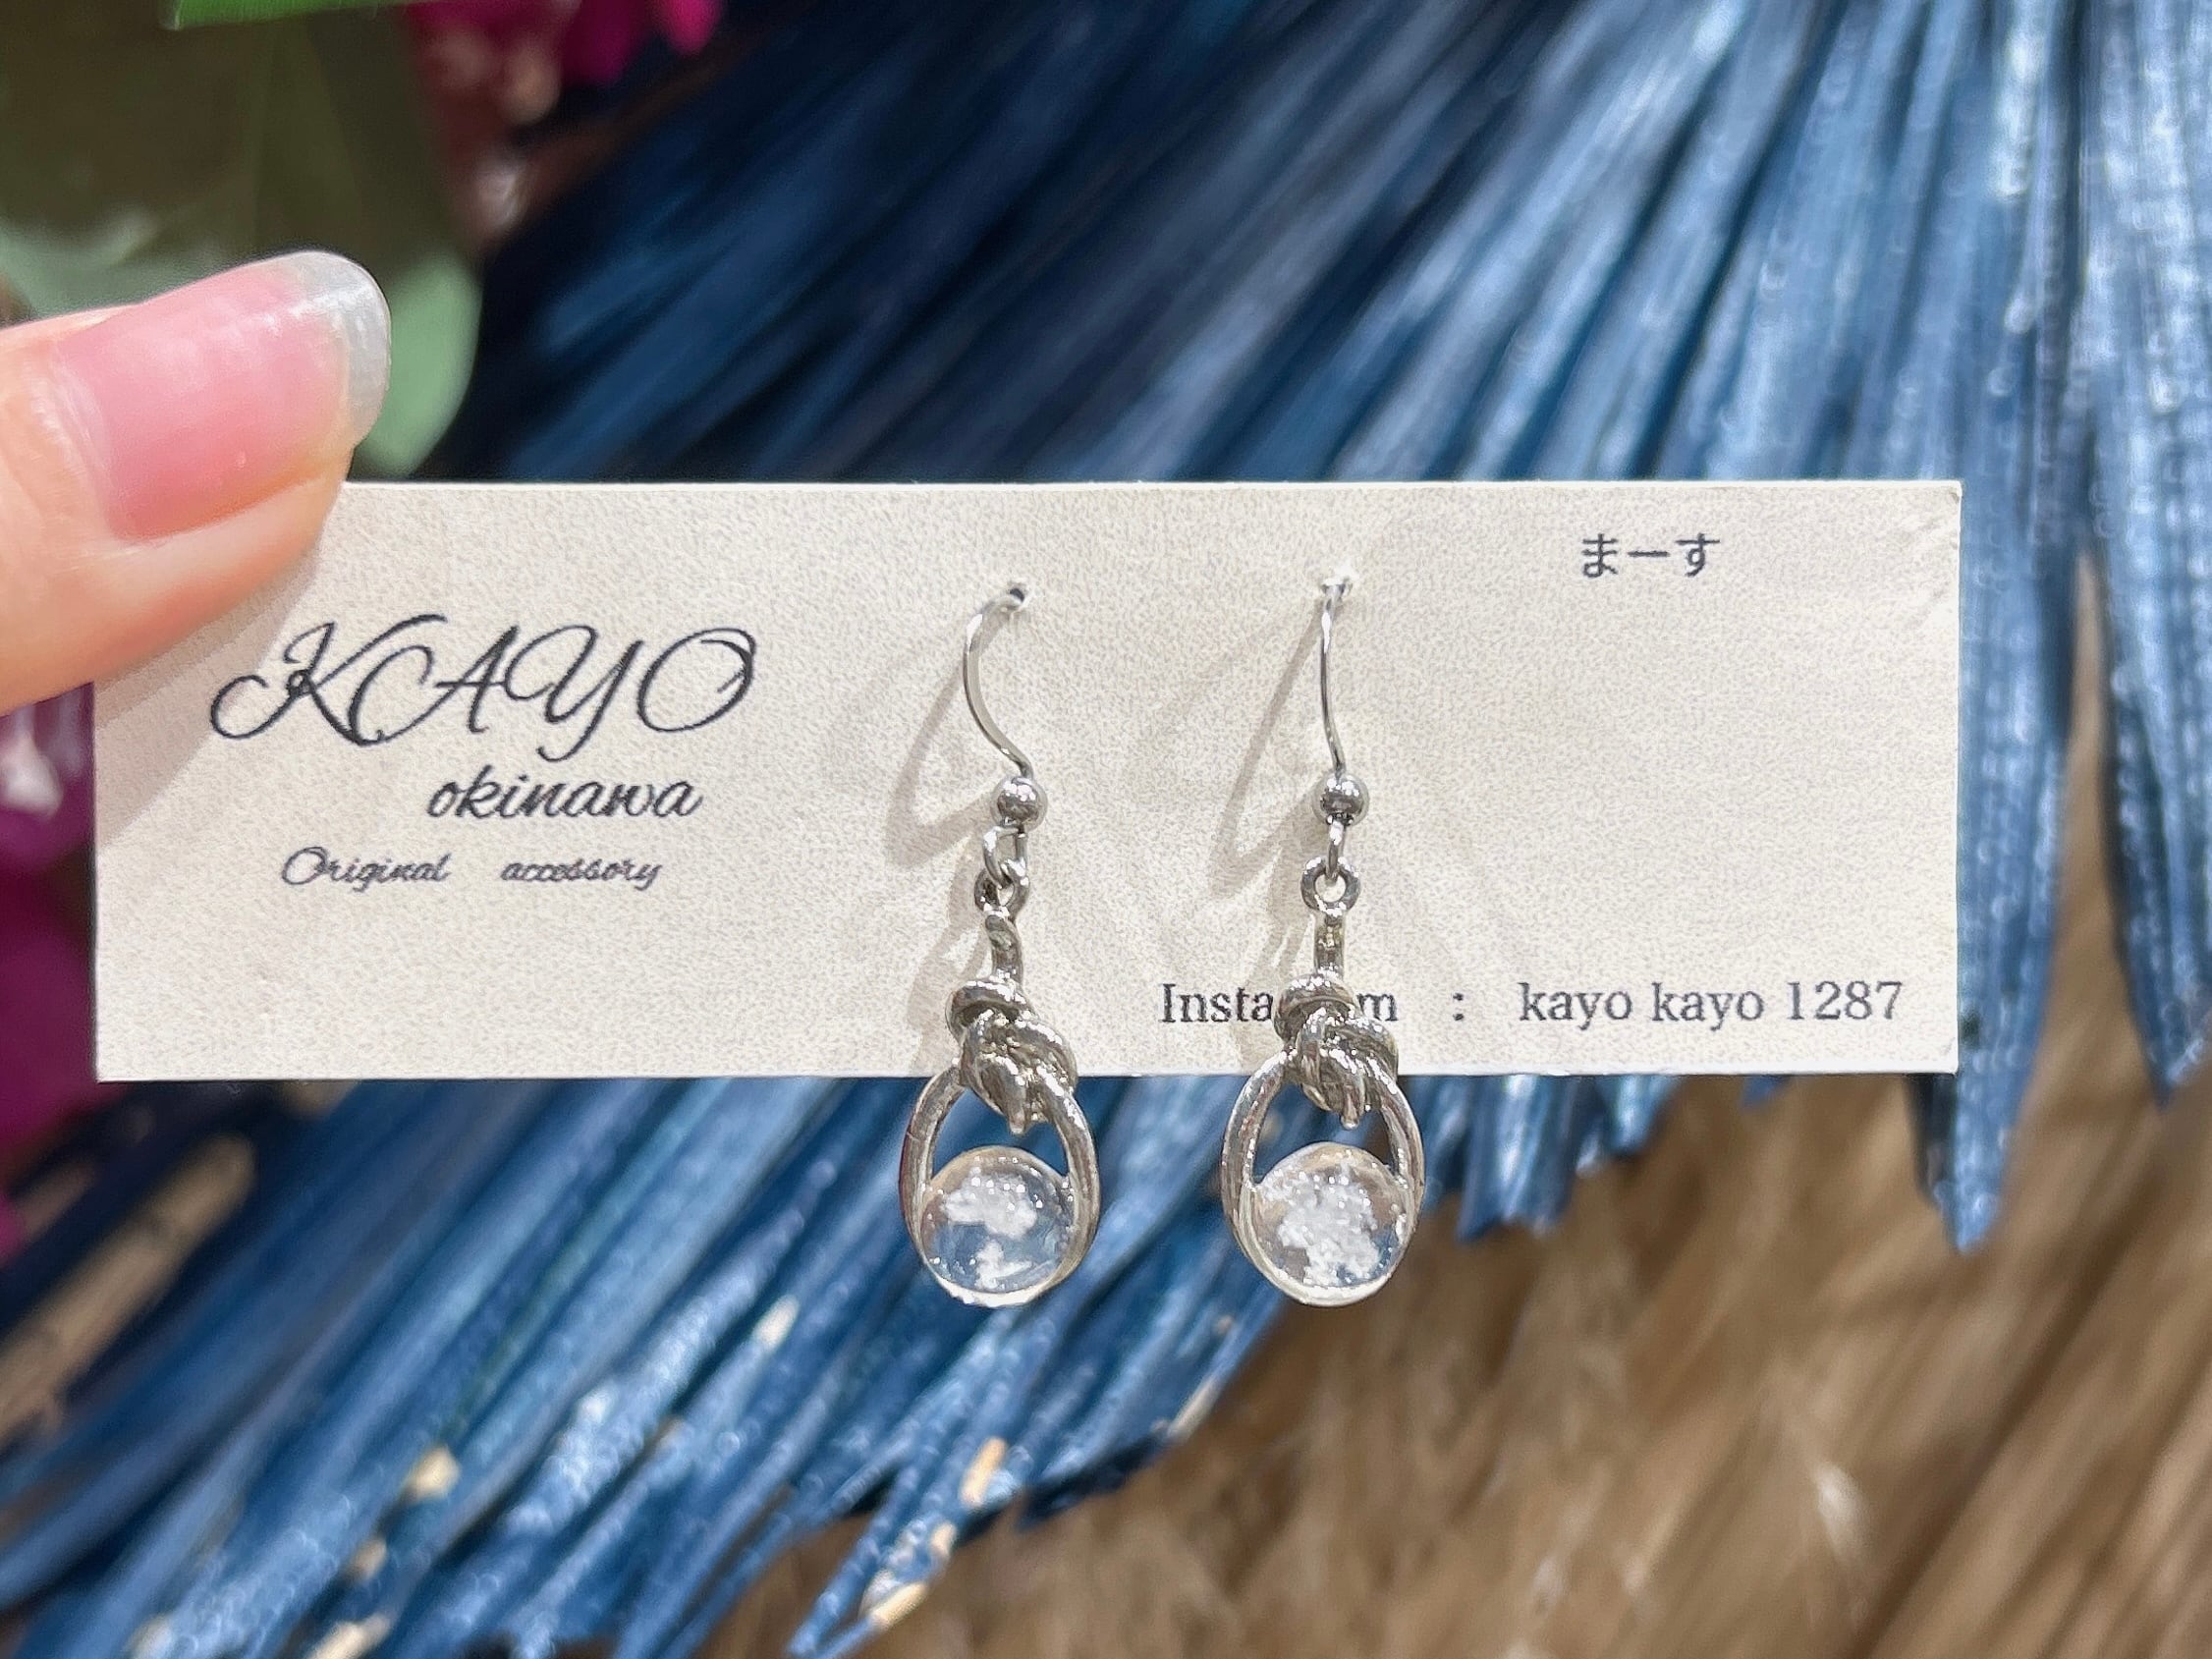 まーす
KAYO
okinawa
Original accessory
: kayo kayo 1287